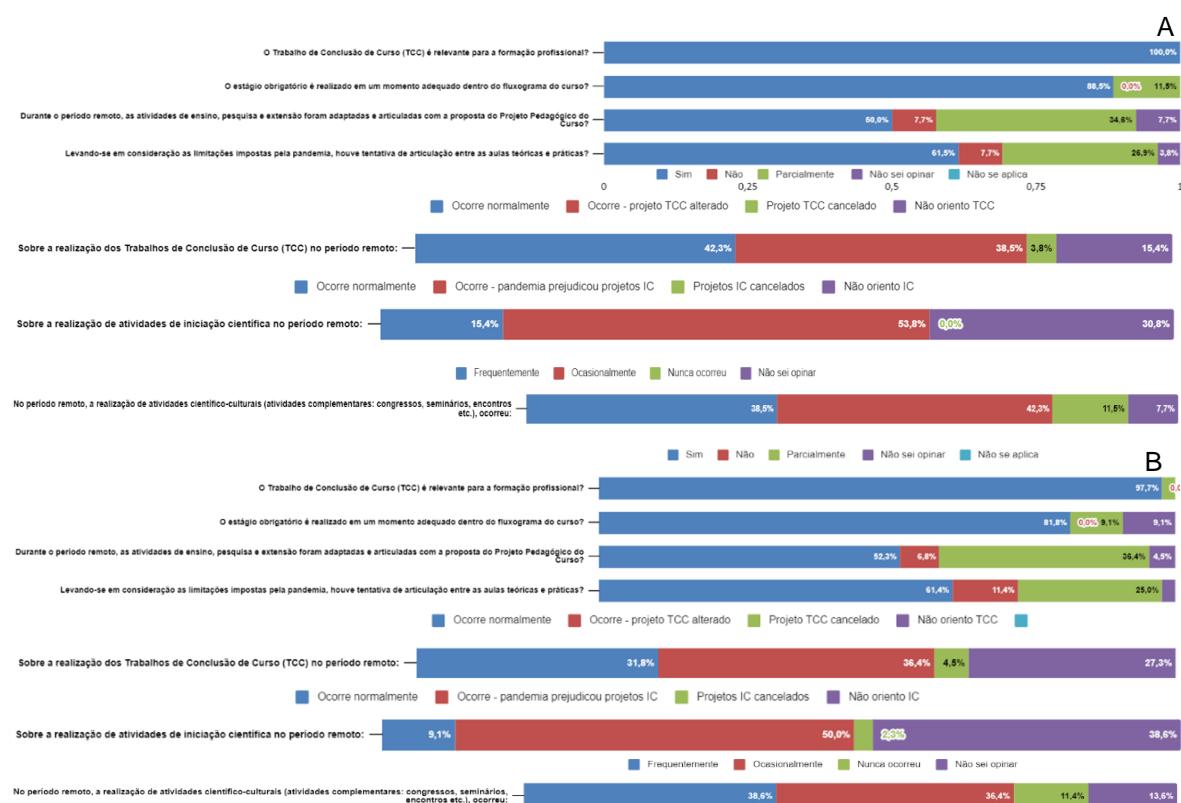 A
O Trabalho de Conclusão de Curso (TCC) é relevante para a formação profissional?
100,0%
O estágio obrigatório é realizado em um momento adequado dentro do fluxograma do curso?
88,5% 0,0% 11,5%
Durante o período remoto, as atividades de ensino, pesquisa e extensão foram adaptadas e articuladas com a proposta do Projeto Pedagógico do
Curso?
50,0% 7,7% 34,6% 7,7%
Levando-se em consideração as limitações impostas pela pandemia, houve tentativa de articulação entre as aulas teóricas e práticas?
61,5% 7,7% 26,9% 3,8%
Sim Não Parcialmente Não sei opinar Não se aplica
0 0,25 0,5 0,75 1
Ocorre normalmente Ocorre - projeto TCC alterado Projeto TCC cancelado Não oriento TCC
Sobre a realização dos Trabalhos de Conclusão de Curso (TCC) no período remoto:
42,3% 38,5% 3,8% 15,4%
Ocorre normalmente Ocorre - pandemia prejudicou projetos IC Projetos IC cancelados Não oriento IC
Sobre a realização de atividades de iniciação científica no período remoto:
15,4% 53,8% 0,0% 30,8%
Frequentemente Ocasionalmente Nunca ocorreu Não sei opinar
No período remoto, a realização de atividades científico-culturais (atividades complementares: congressos, seminários, encontros
etc.), ocorreu:
38,5% 42,3% 11,5% 7,7%
Sim Não Parcialmente Não sei opinar Não se aplica
B
O Trabalho de Conclusão de Curso (TCC) é relevante para a formação profissional?
97,7%
O estágio obrigatório é realizado em um momento adequado dentro do fluxograma do curso?
81,8% 0,0% 9,1% 9,1%
Durante o período remoto, as atividades de ensino, pesquisa e extensão foram adaptadas e articuladas com a proposta do Projeto Pedagógico do
Curso?
52,3% 6,8% 36,4% 4,5%
Levando-se em consideração as limitações impostas pela pandemia, houve tentativa de articulação entre as aulas teóricas e práticas?
61,4% 11,4% 25,0%
Ocorre normalmente Ocorre - projeto TCC alterado Projeto TCC cancelado Não oriento TCC
Sobre a realização dos Trabalhos de Conclusão de Curso (TCC) no período remoto:
31,8% 36,4% 4,5% 27,3%
Ocorre normalmente Ocorre - pandemia prejudicou projetos IC Projetos IC cancelados Não oriento IC
Sobre a realização de atividades de iniciação científica no período remoto:
9,1% 50,0% 2,3% 38,6%
Frequentemente Ocasionalmente Nunca ocorreu Não sei opinar
No período remoto, a realização de atividades científico-culturais (atividades complementares: congressos, seminários,
encontros etc.), ocorreu:
38,6% 36,4% 11,4% 13,6%